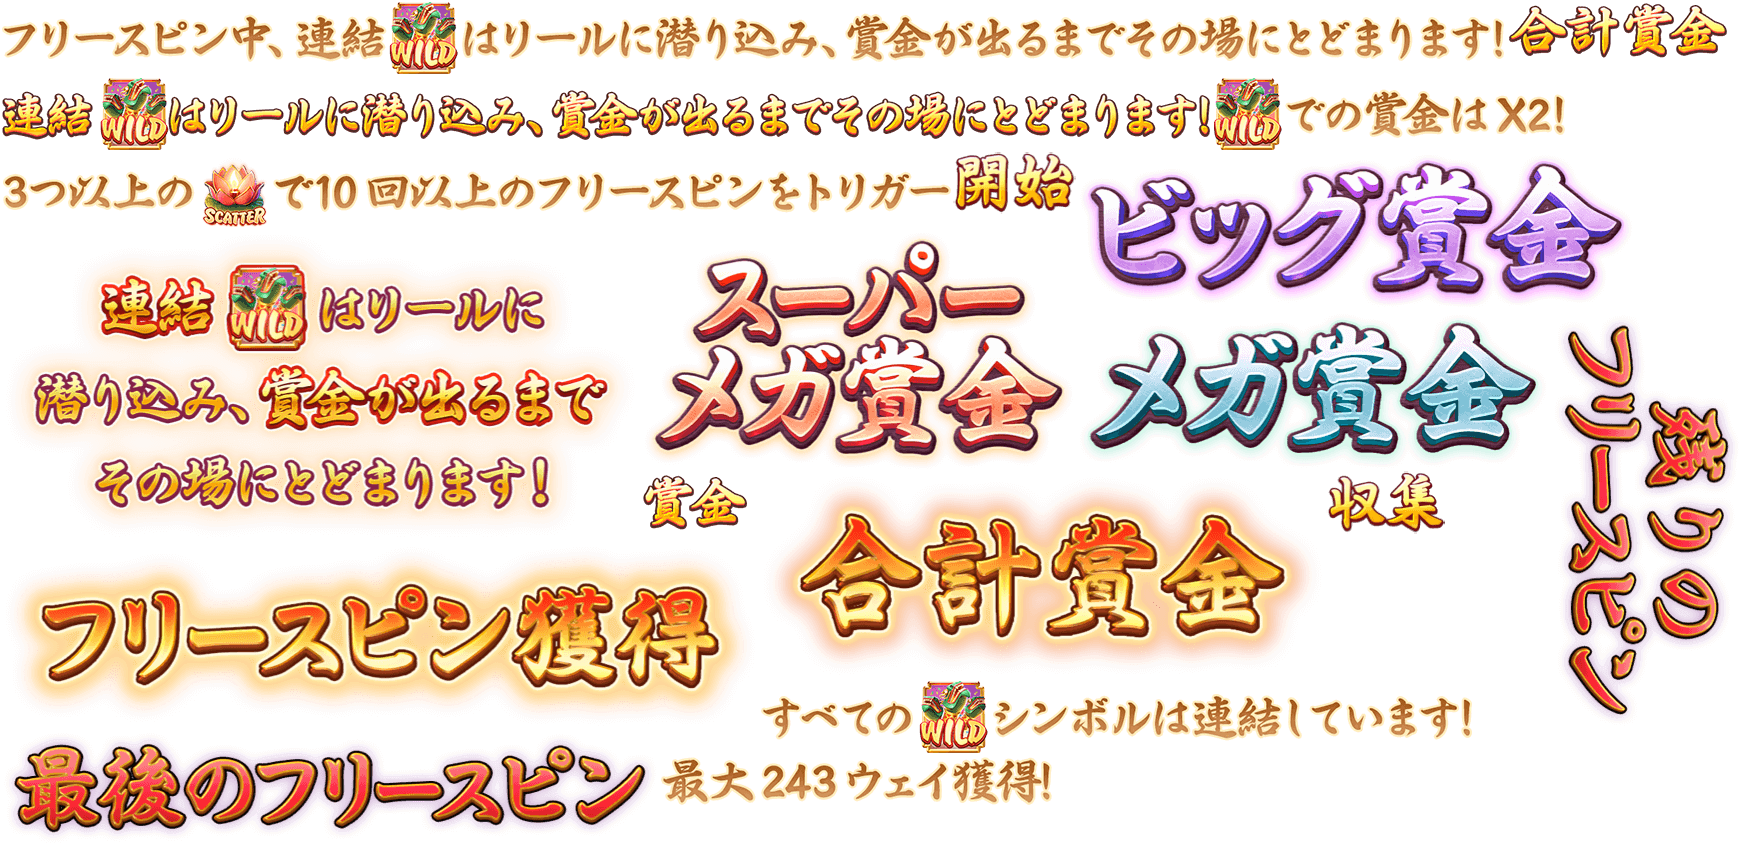 フリースピン中、連結WILDはリールに潜り込み、賞金が出るまでその場にとどまります!
合計賞金
連結WILDはリールに潜り込み、賞金が出るまでその場にとどまります!
WILDでの賞金はX2!
3つ以上のSCATTERで10回以上のフリースピンをトリガー
開始
ビッグ賞金
連結WILDはリールに
潜り込み、賞金が出るまで
その場にとどまります!
スーパー
メガ賞金
メガ賞金
残りの
フリースピン
賞金
収集
合計賞金
フリースピン獲得
すべてのWILDシンボルは連結しています!
最後のフリースピン
最大243ウェイ獲得!